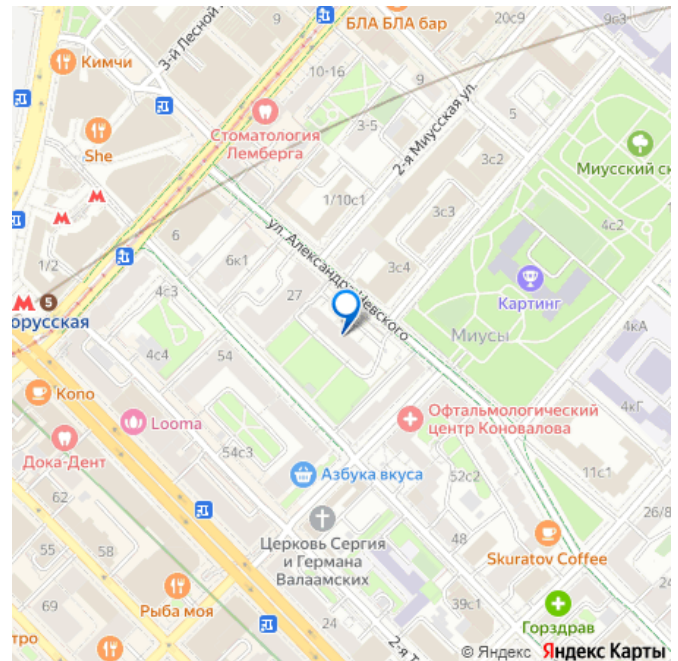 9
БЛА БЛА бар
20с9
9с3
Кимчи
3-й Лесной
10-16
9
5
Стоматология
Лемберга
3-5
2-я Миусская ул.
She
3с2
Миусский ск
1/10с1
3с3
4с2
6
6к1
ул. Александра Невского
3с4
1/2
27
Картинг
5
орусская
4с3
Миусы
4кА
4с4
54
Kono
Looma
Офтальмологический
центр Коновалова
4кГ
Дока-Дент
54с3
Азбука вкуса
52с2
11с1
62
26/8
55
58
Церковь Сергия
и Германа
Валаамских
48
Skuratov Coffee
69
Рыба моя
39с1
Горздрав
тро
24
2-я Т
© Яндекс Яндекс Карты